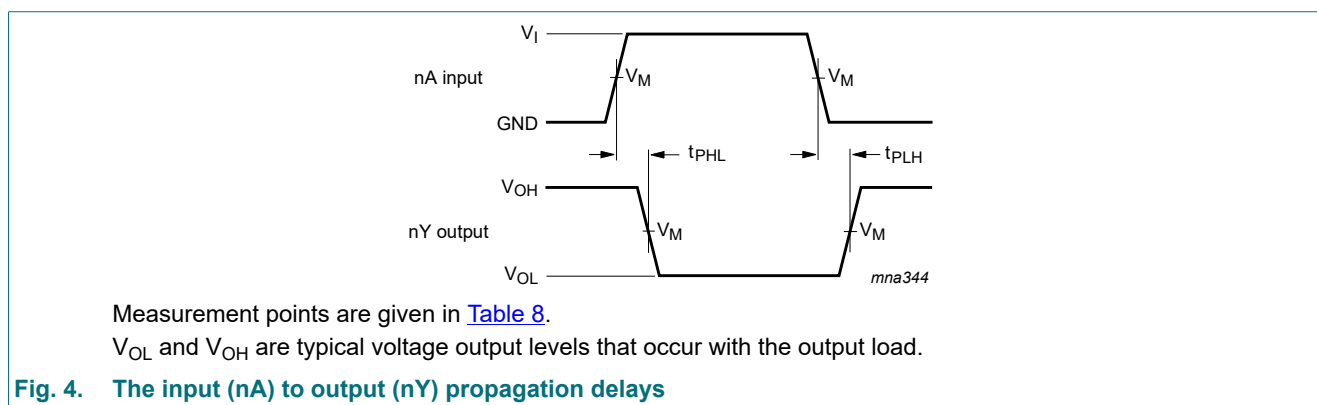 V_I
nA input
V_M
V_M
GND
t_PHL
t_PLH
V_OH
nY output
V_M
V_M
V_OL
mna344
Measurement points are given in Table 8.
V_OL and V_OH are typical voltage output levels that occur with the output load.
Fig. 4. The input (nA) to output (nY) propagation delays